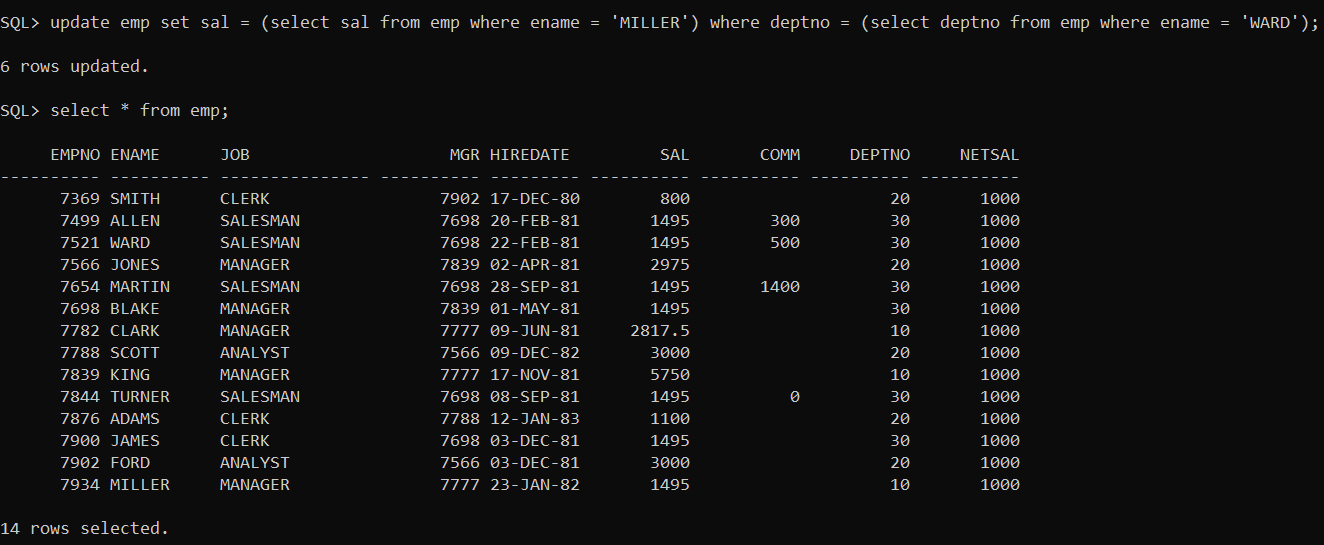 SQL> update emp set sal = (select sal from emp where ename = 'MILLER') where deptno = (select deptno from emp where ename = 'WARD');
6 rows updated.
SQL> select * from emp;
     EMPNO ENAME      JOB                    MGR HIREDATE         SAL       COMM     DEPTNO     NETSAL
---------- ---------- --------------- ---------- --------- ---------- ---------- ---------- ----------
      7369 SMITH      CLERK                 7902 17-DEC-80        800                    20       1000
      7499 ALLEN      SALESMAN              7698 20-FEB-81       1495        300         30       1000
      7521 WARD       SALESMAN              7698 22-FEB-81       1495        500         30       1000
      7566 JONES      MANAGER               7839 02-APR-81       2975                    20       1000
      7654 MARTIN     SALESMAN              7698 28-SEP-81       1495       1400         30       1000
      7698 BLAKE      MANAGER               7839 01-MAY-81       1495                    30       1000
      7782 CLARK      MANAGER               7777 09-JUN-81     2817.5                    10       1000
      7788 SCOTT      ANALYST               7566 09-DEC-82       3000                    20       1000
      7839 KING       MANAGER               7777 17-NOV-81       5750                    10       1000
      7844 TURNER     SALESMAN              7698 08-SEP-81       1495          0         30       1000
      7876 ADAMS      CLERK                 7788 12-JAN-83       1100                    20       1000
      7900 JAMES      CLERK                 7698 03-DEC-81       1495                    30       1000
      7902 FORD       ANALYST               7566 03-DEC-81       3000                    20       1000
      7934 MILLER     MANAGER               7777 23-JAN-82       1495                    10       1000
14 rows selected.